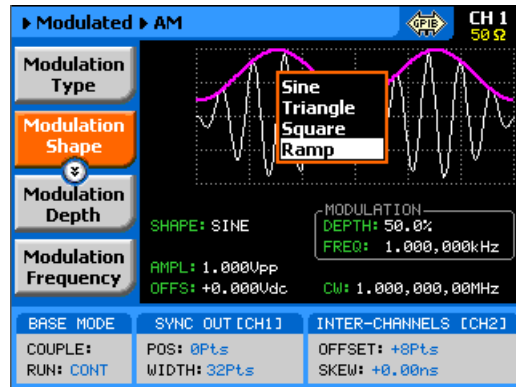 Modulated ▸ AM
GPIB
CH 1
50 Ω
Modulation
Type
Modulation
Shape
Modulation
Depth
Modulation
Frequency
Sine
Triangle
Square
Ramp
SHAPE: SINE
AMPL: 1.000Vpp
OFFS: +0.000Vdc
MODULATION
DEPTH: 50.0%
FREQ: 1.000,000kHz
CW: 1.000,000,00MHz
BASE MODE
COUPLE:
RUN: CONT
SYNC OUT [CH1]
POS: 0Pts
WIDTH: 32Pts
INTER-CHANNELS [CH2]
OFFSET: +8Pts
SKEW: +0.00ns